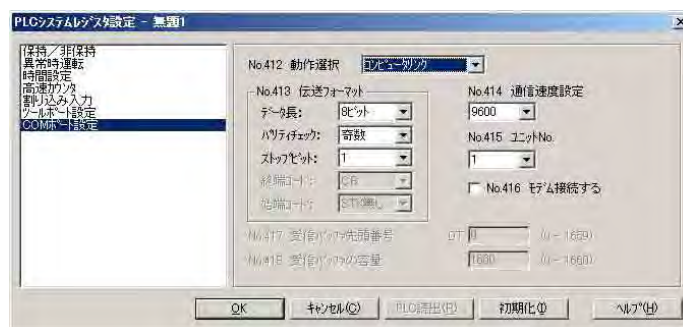 PLCシステムレジスタ設定 - 無題1
保持／非保持
異常時運転
時間設定
高速カウンタ
割り込み入力
ツールポート設定
COMポート設定
No.412 動作選択 コンピュータリンク
No.413 伝送フォーマット
データ長: 8ビット
パリティチェック: 奇数
ストップビット: 1
終端コード: CR
始端コード: STX無し
No.414 通信速度設定
9600
No.415 ユニットNo.
1
No.416 モデム接続する
No.417 受信バッファ先頭番号 DT 0 (0 - 1659)
No.418 受信バッファの容量 1660 (0 - 1660)
OK キャンセル(C) PLC読出(R) 初期化(I) ヘルプ(H)